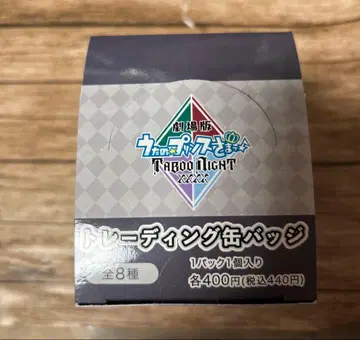 劇場版
うたの☆プリンスさまっ♪
TABOO NIGHT
XXXX
トレーディング缶バッジ
全8種
1パック1個入り
各400円(税込440円)